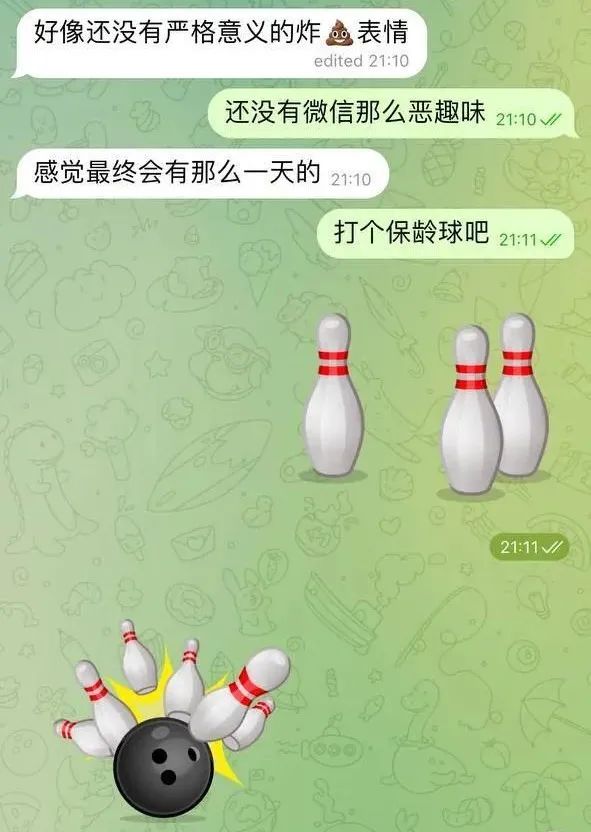 好像还没有严格意义的炸💩表情
edited 21:10
还没有微信那么恶趣味 21:10
感觉最终会有那么一天的 21:10
打个保龄球吧 21:11
21:11